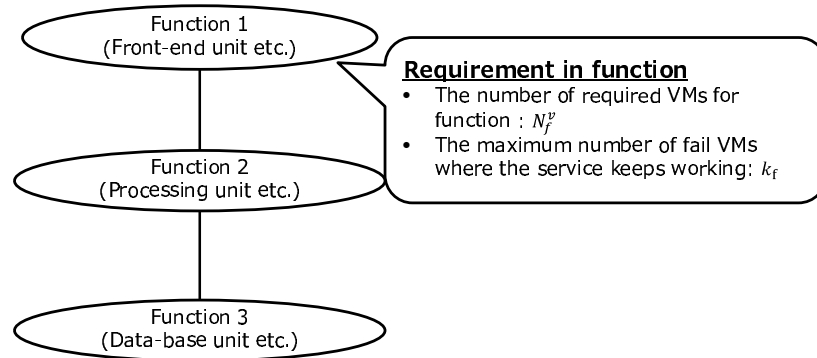 Function 1
(Front-end unit etc.)
Requirement in function
• The number of required VMs for
function : N_f^v
• The maximum number of fail VMs
where the service keeps working: k_f
Function 2
(Processing unit etc.)
Function 3
(Data-base unit etc.)